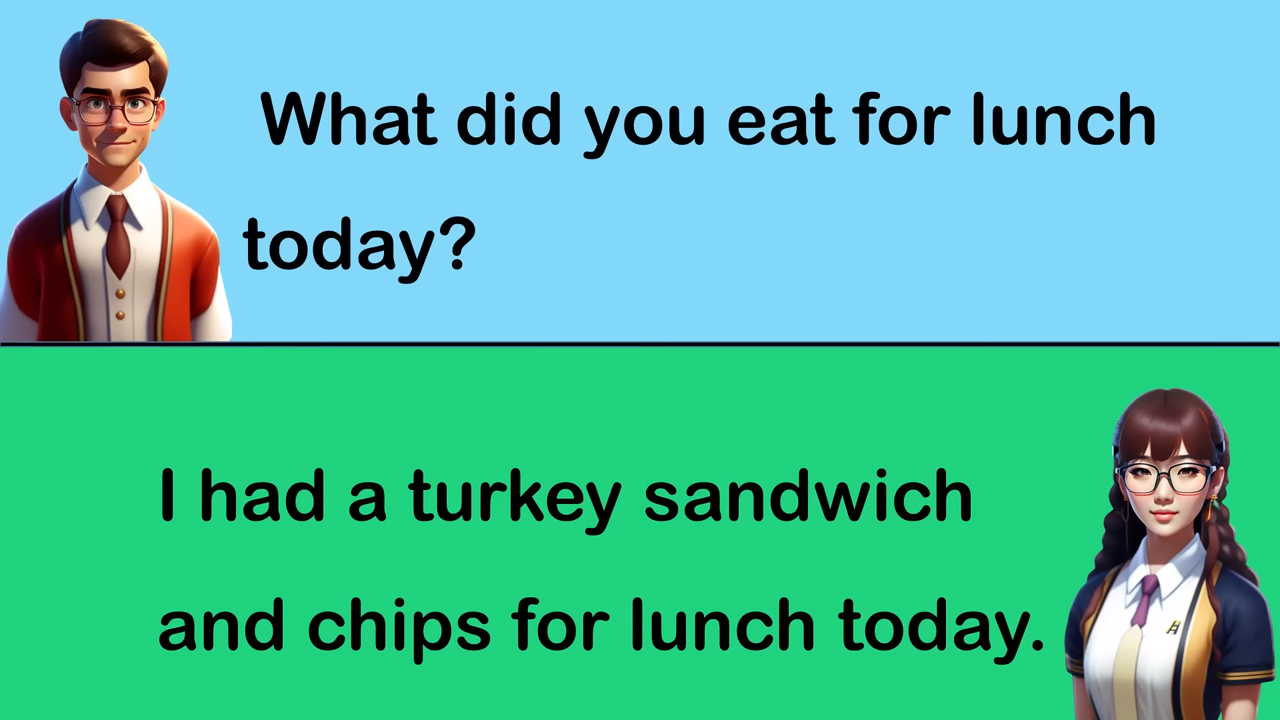 What did you eat for lunch
today?
I had a turkey sandwich
and chips for lunch today.